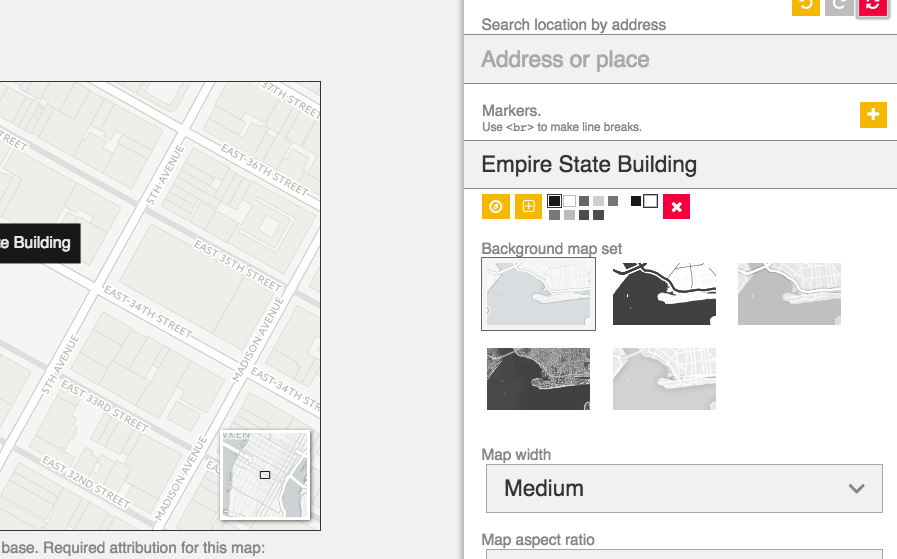 37TH STREET
STREET
EAST-36TH STREET
5TH AVENUE
te Building
EAST 35TH STREET
EAST-34TH STREET
MADISON AVENUE
5TH AVENUE
EAST-34TH
EAST 33RD STREET
EAST 32ND STREET
MADISON AVENUE
base. Required attribution for this map:
Search location by address
Address or place
Markers.
Use <br> to make line breaks.
Empire State Building
Background map set
Map width
Medium
Map aspect ratio